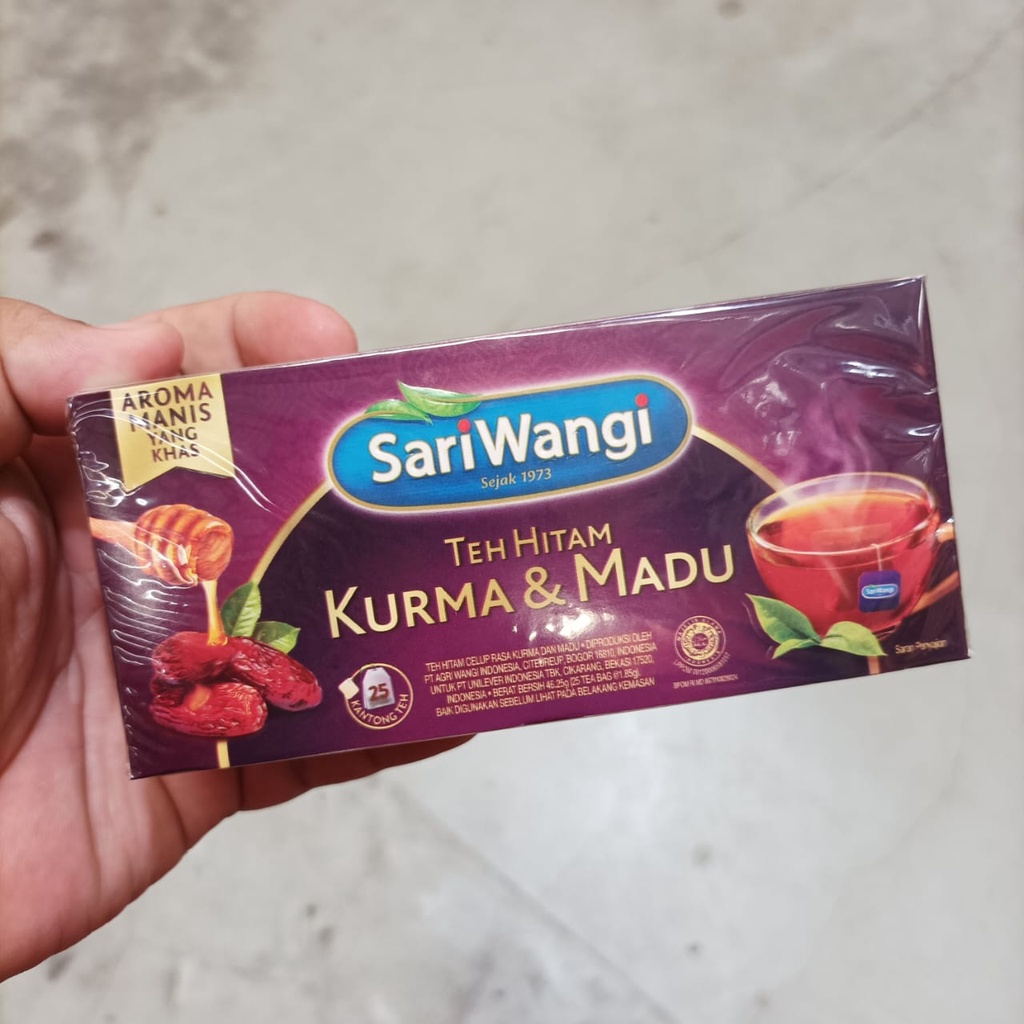 AROMA
MANIS
YANG
KHAS
SariWangi
Sejak 1973
TEH HITAM
KURMA & MADU
TEH HITAM CELUP RASA KURMA DAN MADU • DIPRODUKSI OLEH
PT AGRI WANGI INDONESIA, CITEUREUP, BOGOR 16810, INDONESIA
UNTUK PT UNILEVER INDONESIA TBK, CIKARANG, BEKASI 17520,
INDONESIA • BERAT BERSIH 46.25g (25 TEA BAG @1.85g).
BAIK DIGUNAKAN SEBELUM LIHAT PADA BELAKANG KEMASAN
25
KANTONG TEH
SariWangi
Saran Penyajian
BPOM RI MD